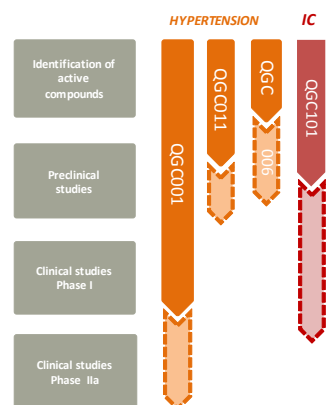 HYPERTENSION
IC
Identification of
active
compounds
QGC001
QGC011
QGC
006
QGC101
Preclinical
studies
Clinical studies
Phase I
Clinical studies
Phase IIa